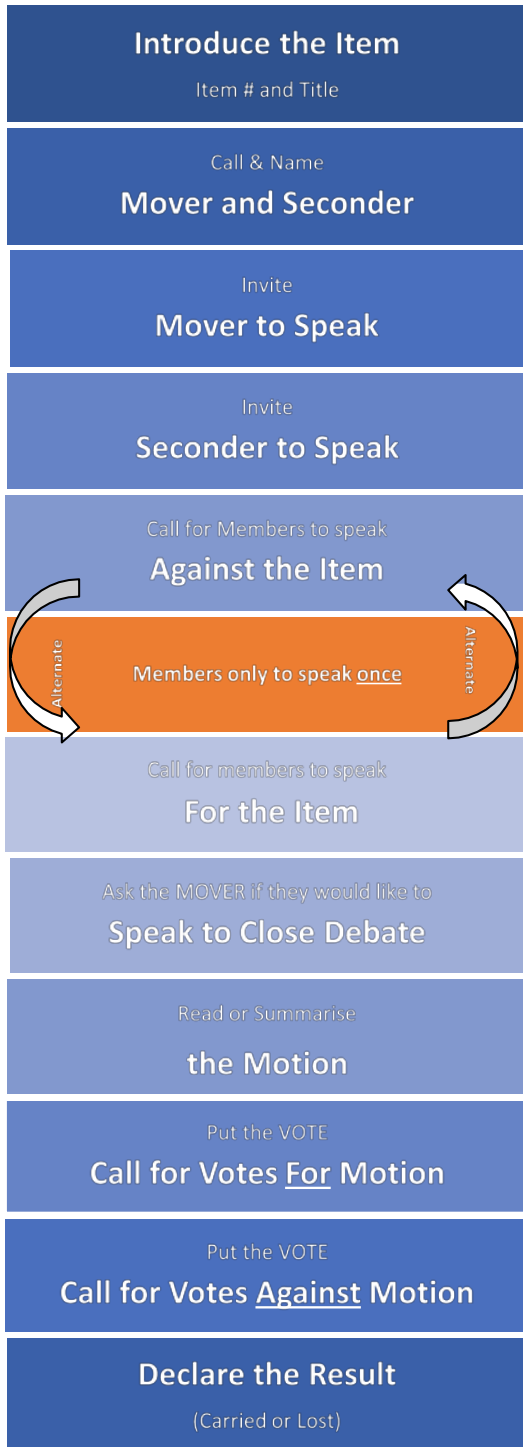 Introduce the Item
Item # and Title
Call & Name
Mover and Seconder
Invite
Mover to Speak
Invite
Seconder to Speak
Call for Members to speak
Against the Item
Alternate
Members only to speak once
Alternate
Call for members to speak
For the Item
Ask the MOVER if they would like to
Speak to Close Debate
Read or Summarise
the Motion
Put the VOTE
Call for Votes For Motion
Put the VOTE
Call for Votes Against Motion
Declare the Result
(Carried or Lost)